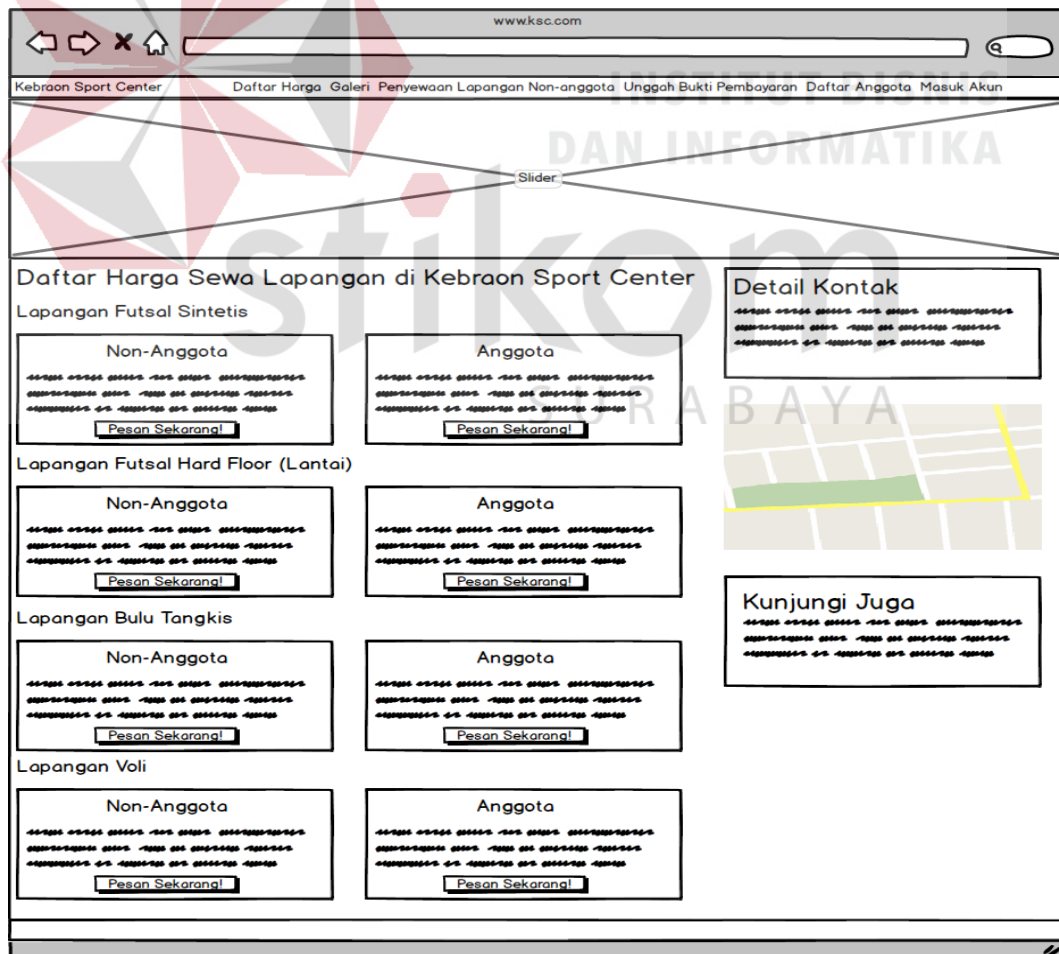 www.ksc.com
Kebraon Sport Center Daftar Harga Galeri Penyewaan Lapangan Non-anggota Unggah Bukti Pembayaran Daftar Anggota Masuk Akun
INSTITUT BISNIS
DAN INFORMATIKA
Slider
stikom
SURABAYA
Daftar Harga Sewa Lapangan di Kebraon Sport Center
Lapangan Futsal Sintetis
Non-Anggota
Pesan Sekarang!
Anggota
Pesan Sekarang!
Lapangan Futsal Hard Floor (Lantai)
Non-Anggota
Pesan Sekarang!
Anggota
Pesan Sekarang!
Lapangan Bulu Tangkis
Non-Anggota
Pesan Sekarang!
Anggota
Pesan Sekarang!
Lapangan Voli
Non-Anggota
Pesan Sekarang!
Anggota
Pesan Sekarang!
Detail Kontak
Kunjungi Juga